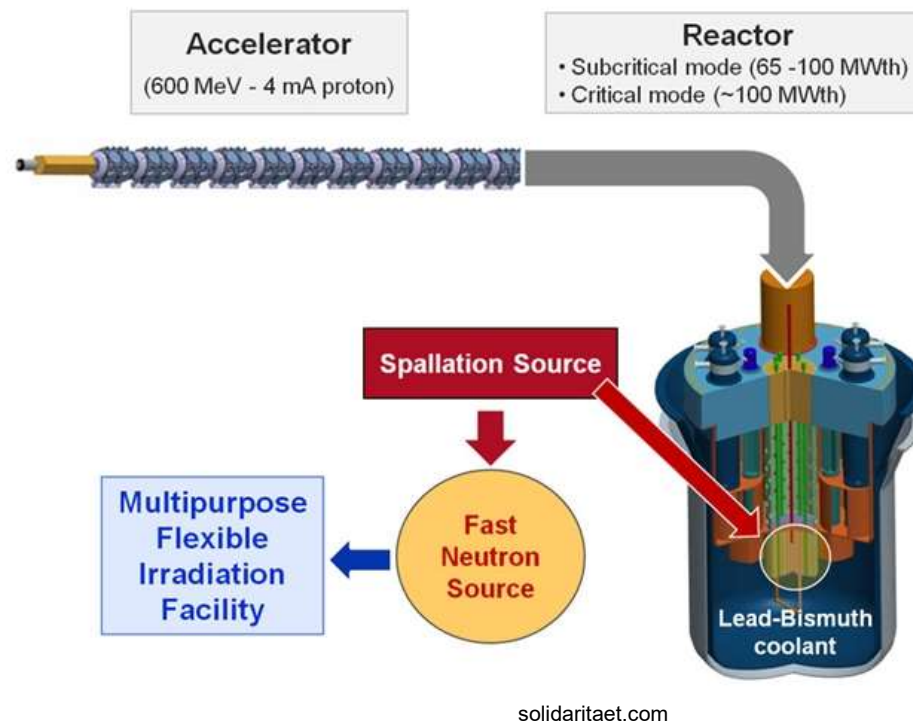 Accelerator
(600 MeV - 4 mA proton)
Reactor
• Subcritical mode (65 -100 MWth)
• Critical mode (~100 MWth)
Spallation Source
Multipurpose
Flexible
Irradiation
Facility
Fast
Neutron
Source
Lead-Bismuth
coolant
solidaritaet.com